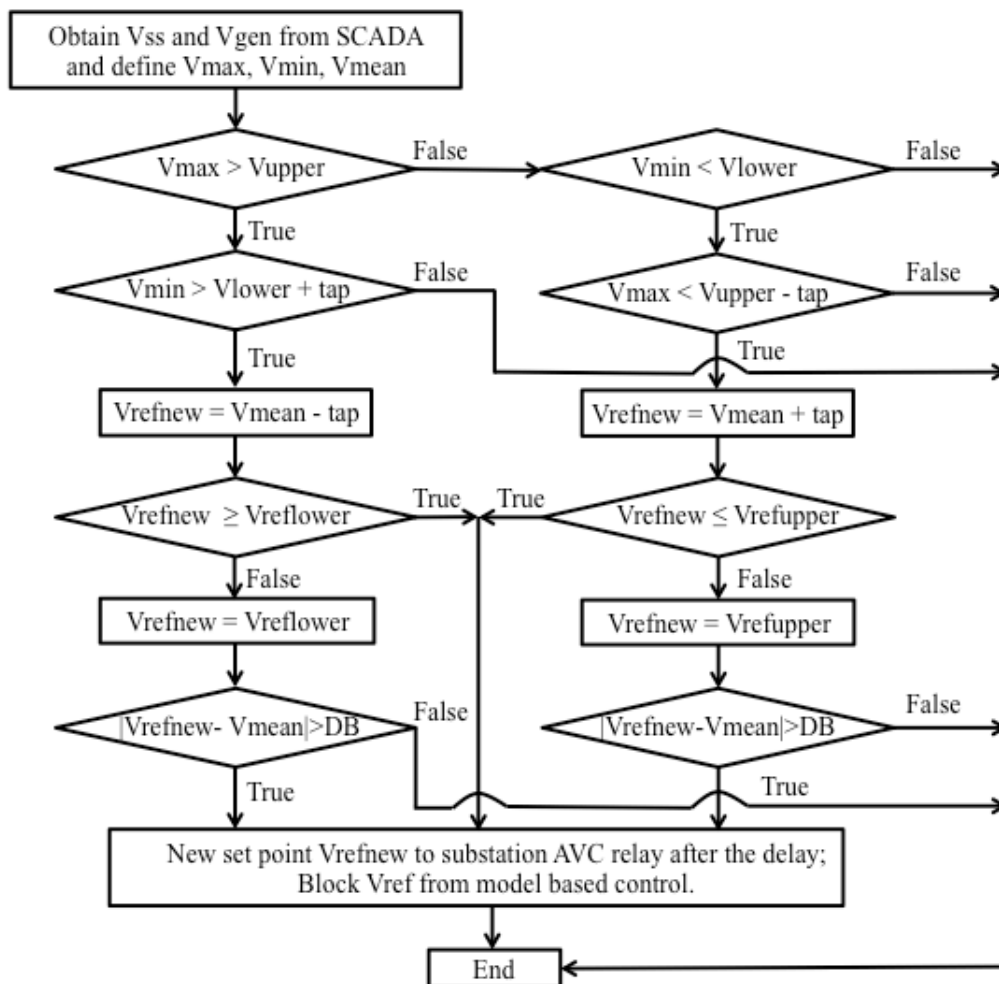 Obtain Vss and Vgen from SCADA
and define Vmax, Vmin, Vmean
Vmax > Vupper
False
Vmin < Vlower
False
True
True
Vmin > Vlower + tap
False
Vmax < Vupper - tap
False
True
True
Vrefnew = Vmean - tap
Vrefnew = Vmean + tap
Vrefnew ≥ Vreflower
True
True
Vrefnew ≤ Vrefupper
False
False
Vrefnew = Vreflower
Vrefnew = Vrefupper
|Vrefnew- Vmean|>DB
False
|Vrefnew-Vmean|>DB
False
True
True
New set point Vrefnew to substation AVC relay after the delay;
Block Vref from model based control.
End